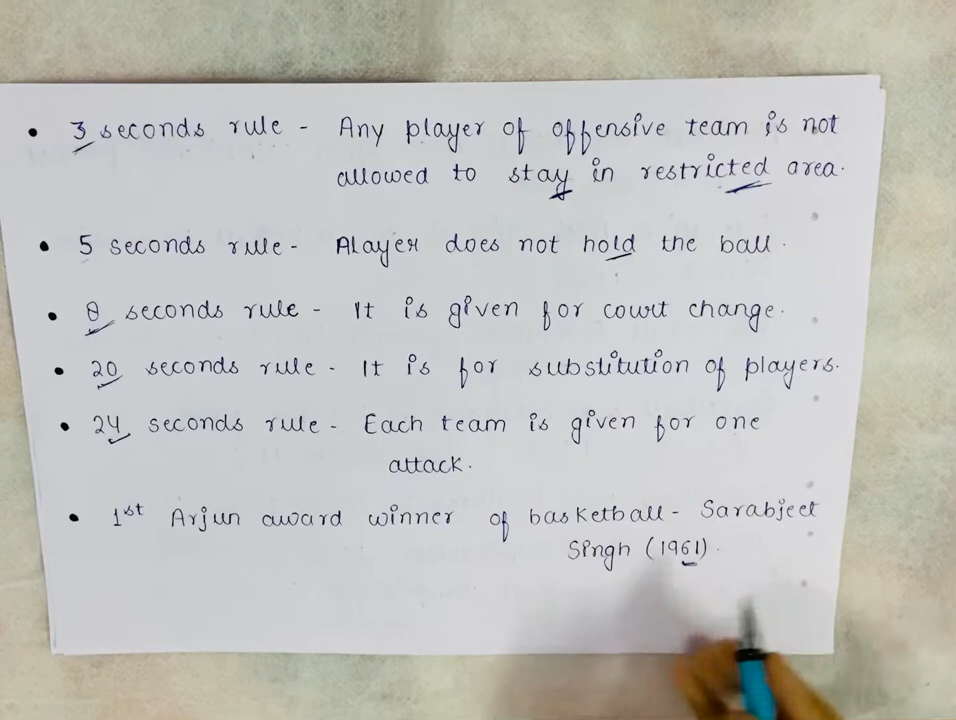 • 3 seconds rule - Any player of offensive team is not
allowed to stay in restricted area.
• 5 seconds rule - Alayer does not hold the ball.
• 8 seconds rule - It is given for court change.
• 20 seconds rule - It is for substitution of players.
• 24 seconds rule - Each team is given for one
attack.
• 1st Arjun award winner of basketball - Sarabjeet
Singh (1961).